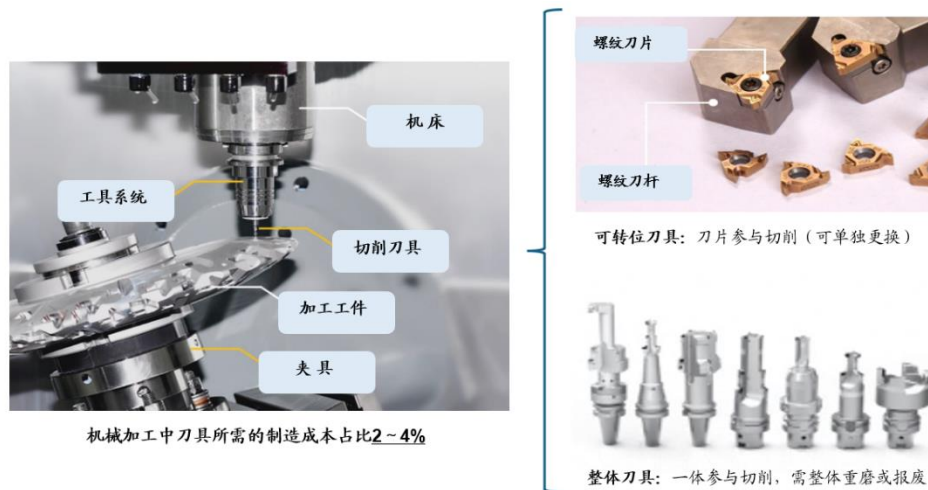 机床
工具系统
切削刀具
加工工件
夹具
机械加工中刀具所需的制造成本占比2~4%
螺纹刀片
螺纹刀杆
可转位刀具：刀片参与切削（可单独更换）
整体刀具：一体参与切削，需整体重磨或报废